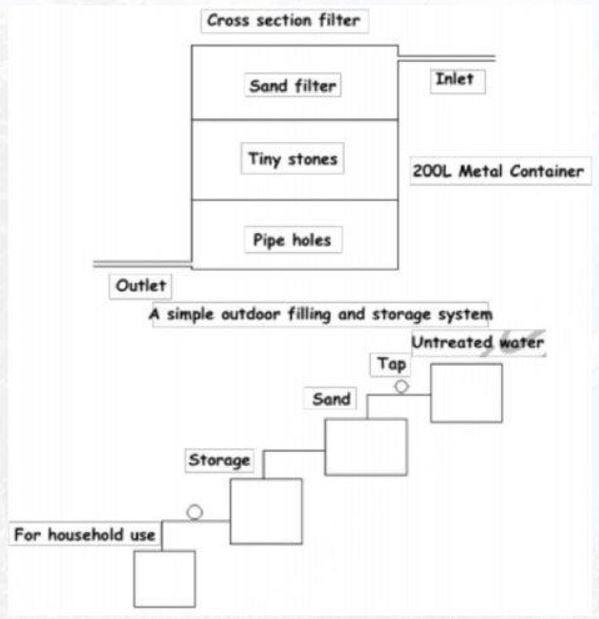 Cross section filter
Sand filter
Inlet
Tiny stones
200L Metal Container
Pipe holes
Outlet
A simple outdoor filling and storage system
Untreated water
Tap
Sand
Storage
For household use